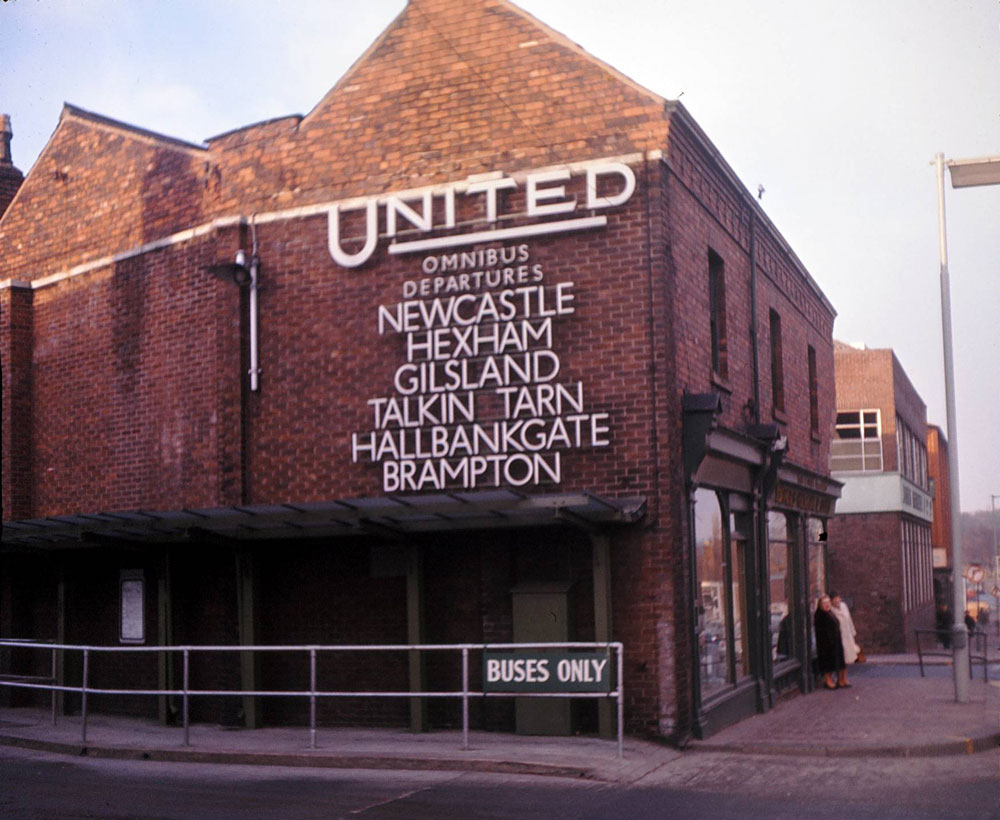 UNITED
OMNIBUS
DEPARTURES
NEWCASTLE
HEXHAM
GILSLAND
TALKIN TARN
HALLBANKGATE
BRAMPTON
BUSES ONLY